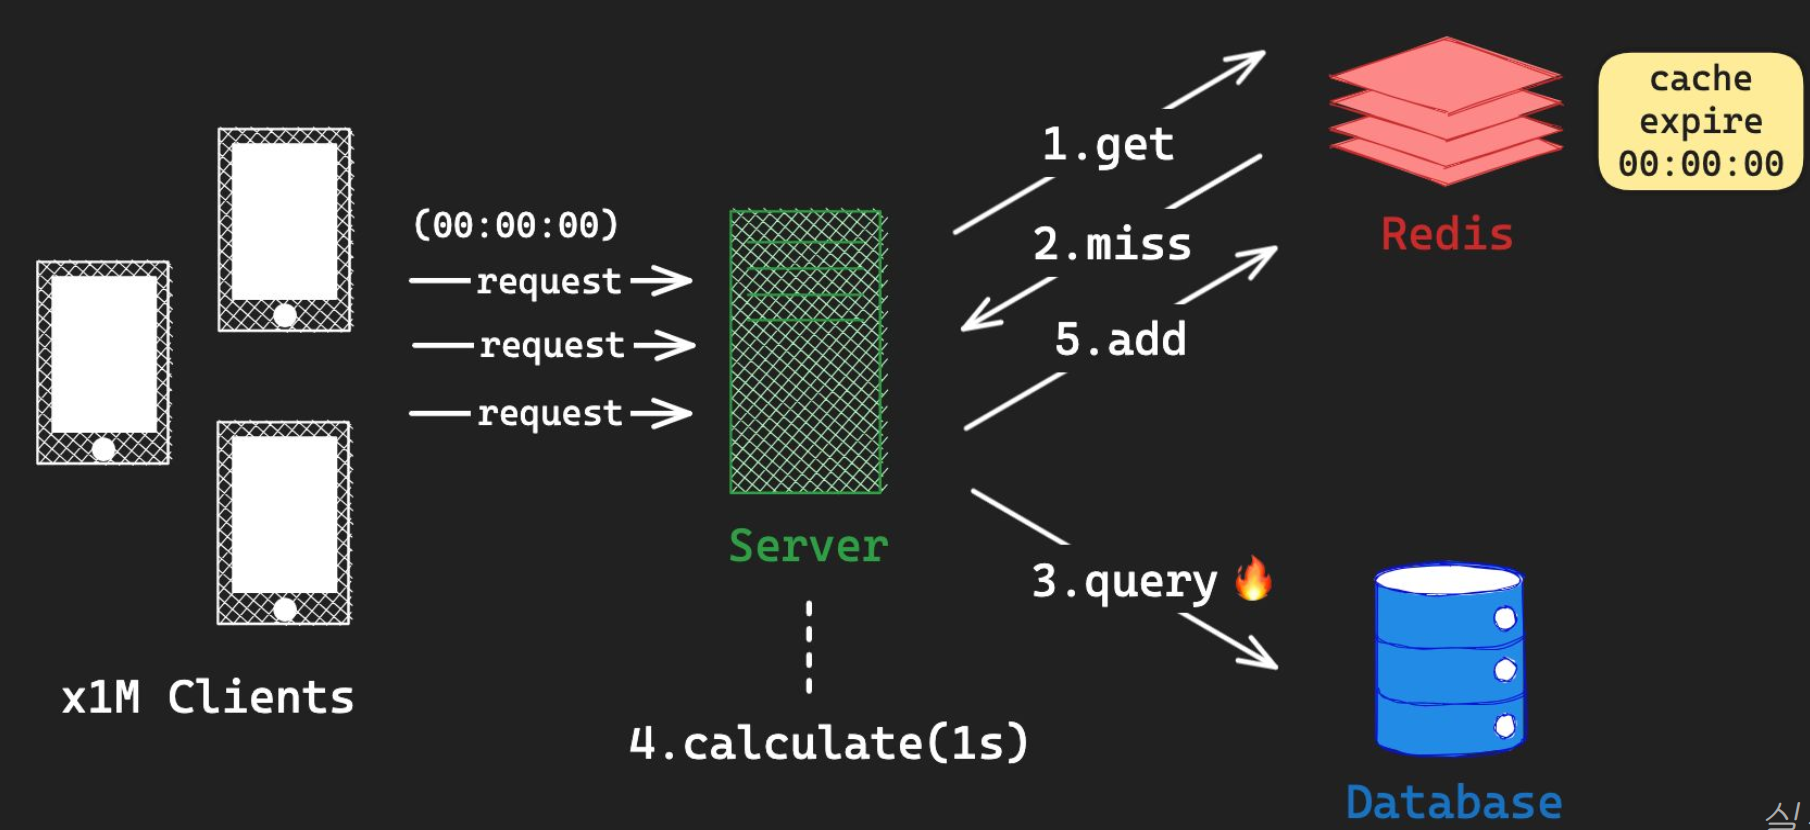 (00:00:00)
request
request
request
x1M Clients
Server
4.calculate(1s)
1.get
2.miss
5.add
3.query
Redis
cache
expire
00:00:00
Database